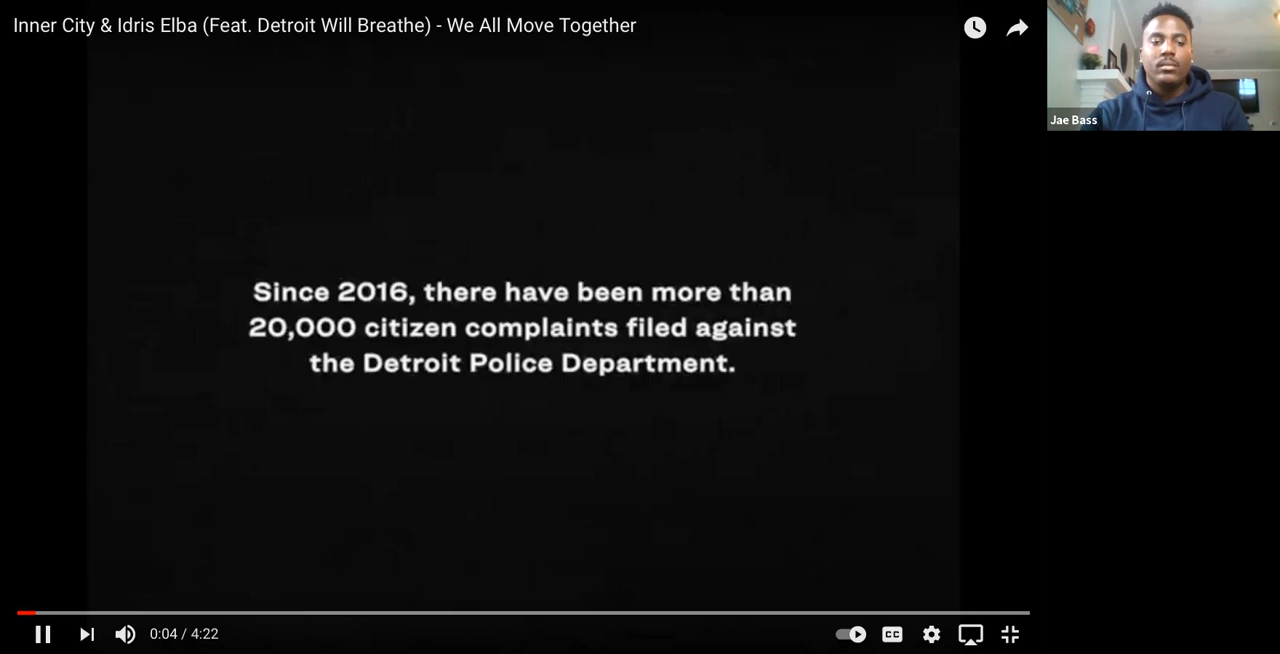 Inner City & Idris Elba (Feat. Detroit Will Breathe) - We All Move Together
Jae Bass
Since 2016, there have been more than
20,000 citizen complaints filed against
the Detroit Police Department.
0:04 / 4:22
CC